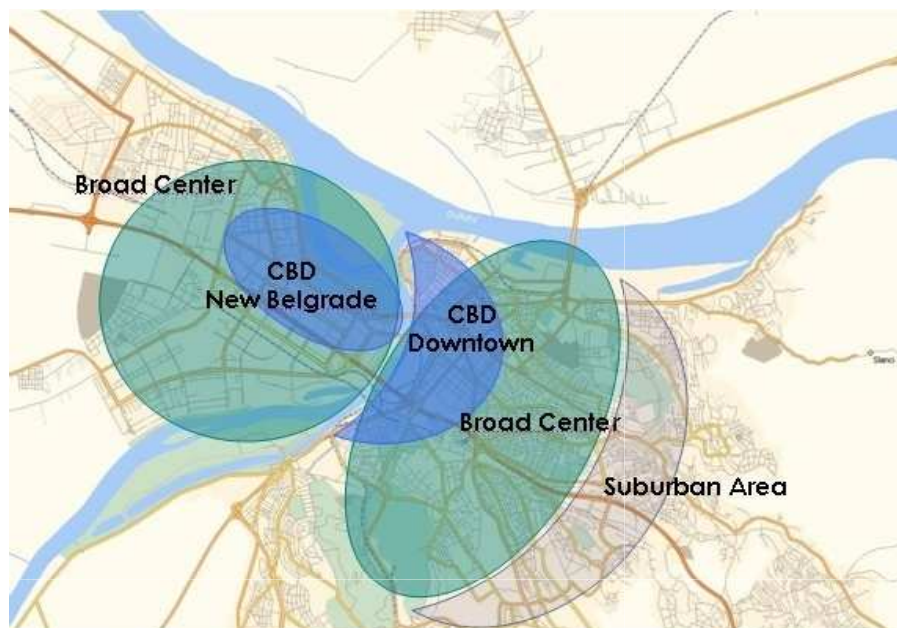 Broad Center
CBD
New Belgrade
CBD
Downtown
Broad Center
Suburban Area